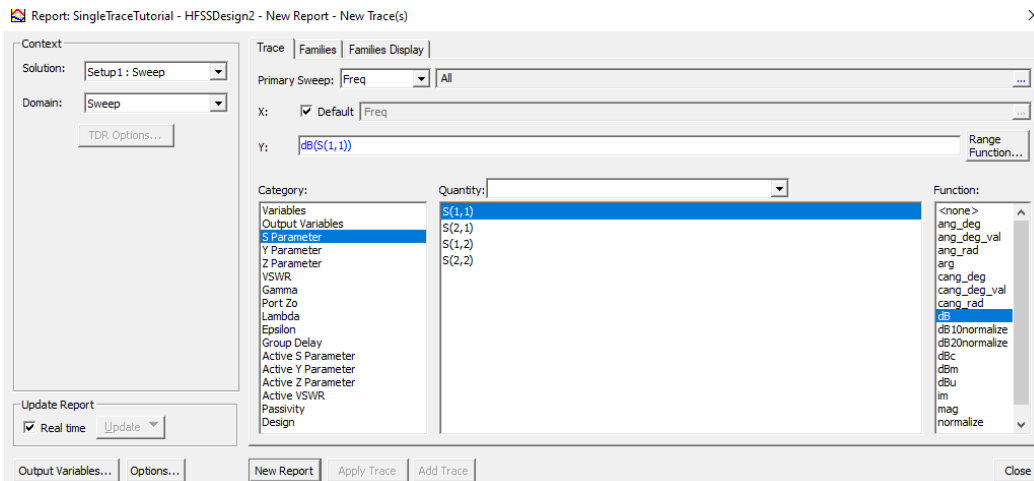 Report: SingleTraceTutorial - HFSSDesign2 - New Report - New Trace(s)
Context
Solution: Setup1 : Sweep
Domain: Sweep
TDR Options...
Update Report
Real time Update
Output Variables... Options...
Trace Families Families Display
Primary Sweep: Freq All ...
X: Default Freq ...
Y: dB(S(1,1)) Range Function...
Category:
Variables
Output Variables
S Parameter
Y Parameter
Z Parameter
VSWR
Gamma
Port Zo
Lambda
Epsilon
Group Delay
Active S Parameter
Active Y Parameter
Active Z Parameter
Active VSWR
Passivity
Design
Quantity:
S(1,1)
S(2,1)
S(1,2)
S(2,2)
Function:
<none>
ang_deg
ang_deg_val
ang_rad
arg
cang_deg
cang_deg_val
cang_rad
dB
dB10normalize
dB20normalize
dBc
dBm
dBu
im
mag
normalize
New Report Apply Trace Add Trace Close